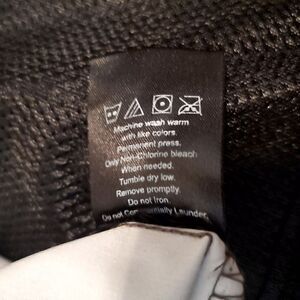 Machine wash warm
with like colors.
Permanent press.
Only Non-Chlorine bleach
When needed.
Tumble dry low.
Remove promptly.
Do not Iron.
Do not Commercially Launder.